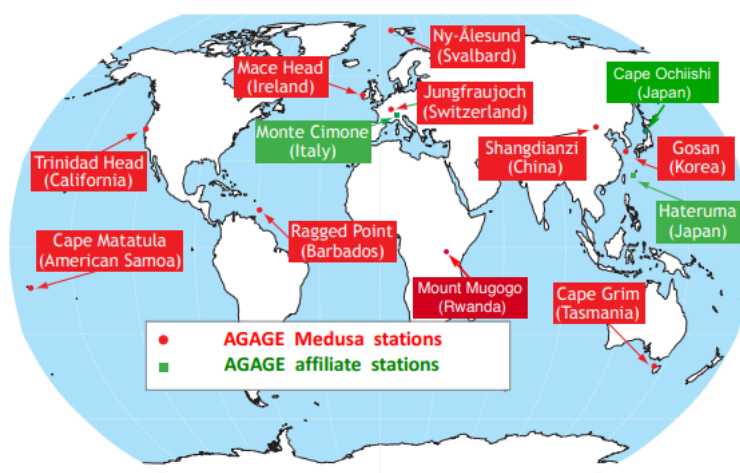 Ny-Ålesund
(Svalbard)
Mace Head
(Ireland)
Cape Ochiishi
(Japan)
Jungfraujoch
(Switzerland)
Monte Cimone
(Italy)
Shangdianzi
(China)
Gosan
(Korea)
Trinidad Head
(California)
Hateruma
(Japan)
Ragged Point
(Barbados)
Cape Matatula
(American Samoa)
Mount Mugogo
(Rwanda)
Cape Grim
(Tasmania)
AGAGE Medusa stations
AGAGE affiliate stations